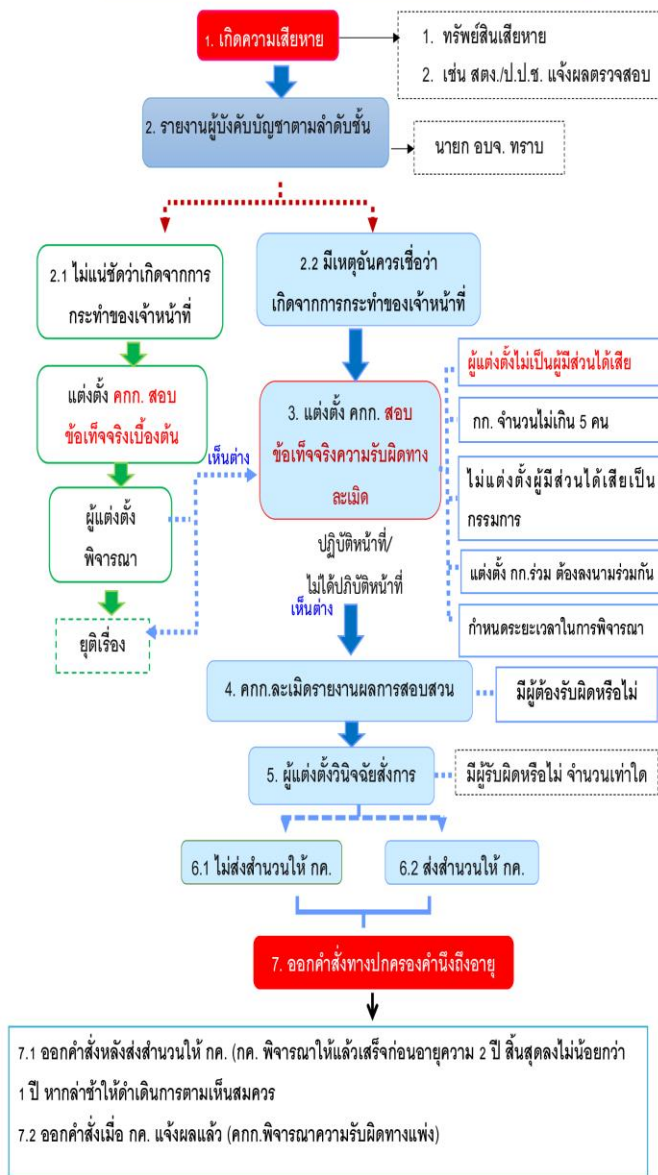 1. เกิดความเสียหาย
1. ทรัพย์สินเสียหาย
2. เช่น สตง./ป.ป.ช. แจ้งผลตรวจสอบ
2. รายงานผู้บังคับบัญชาตามลำดับชั้น
นายก อบจ. ทราบ
2.1 ไม่แน่ชัดว่าเกิดจากการ
กระทำของเจ้าหน้าที่
2.2 มีเหตุอันควรเชื่อว่า
เกิดจากการกระทำของเจ้าหน้าที่
แต่งตั้ง คกก. สอบ
ข้อเท็จจริงเบื้องต้น
เห็นต่าง
ผู้แต่งตั้ง
พิจารณา
ยุติเรื่อง
3. แต่งตั้ง คกก. สอบ
ข้อเท็จจริงความรับผิดทาง
ละเมิด
ผู้แต่งตั้งไม่เป็นผู้มีส่วนได้เสีย
กก. จำนวนไม่เกิน 5 คน
ไม่แต่งตั้งผู้มีส่วนได้เสียเป็น
กรรมการ
แต่งตั้ง กก.ร่วม ต้องลงนามร่วมกัน
กำหนดระยะเวลาในการพิจารณา
ปฏิบัติหน้าที่/
ไม่ได้ปฏิบัติหน้าที่
เห็นต่าง
4. คกก.ละเมิดรายงานผลการสอบสวน
มีผู้ต้องรับผิดหรือไม่
5. ผู้แต่งตั้งวินิจฉัยสั่งการ
มีผู้รับผิดหรือไม่ จำนวนเท่าใด
6.1 ไม่ส่งสำนวนให้ กค.
6.2 ส่งสำนวนให้ กค.
7. ออกคำสั่งทางปกครองคำนึงถึงอายุ
7.1 ออกคำสั่งหลังส่งสำนวนให้ กค. (กค. พิจารณาให้แล้วเสร็จก่อนอายุความ 2 ปี สิ้นสุดลงไม่น้อยกว่า
1 ปี หากล่าช้าให้ดำเนินการตามเห็นสมควร
7.2 ออกคำสั่งเมื่อ กค. แจ้งผลแล้ว (คกก.พิจารณาความรับผิดทางแพ่ง)